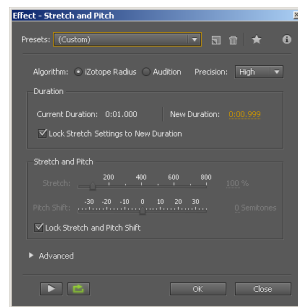 Effect - Stretch and Pitch
Presets: (Custom)
Algorithm: iZotope Radius Audition Precision: High
Duration
Current Duration: 0:01.000 New Duration: 0:00.999
Lock Stretch Settings to New Duration
Stretch and Pitch
200 400 600 800
Stretch: 100 %
-30 -20 -10 0 10 20 30
Pitch Shift: 0 Semitones
Lock Stretch and Pitch Shift
Advanced
OK Close